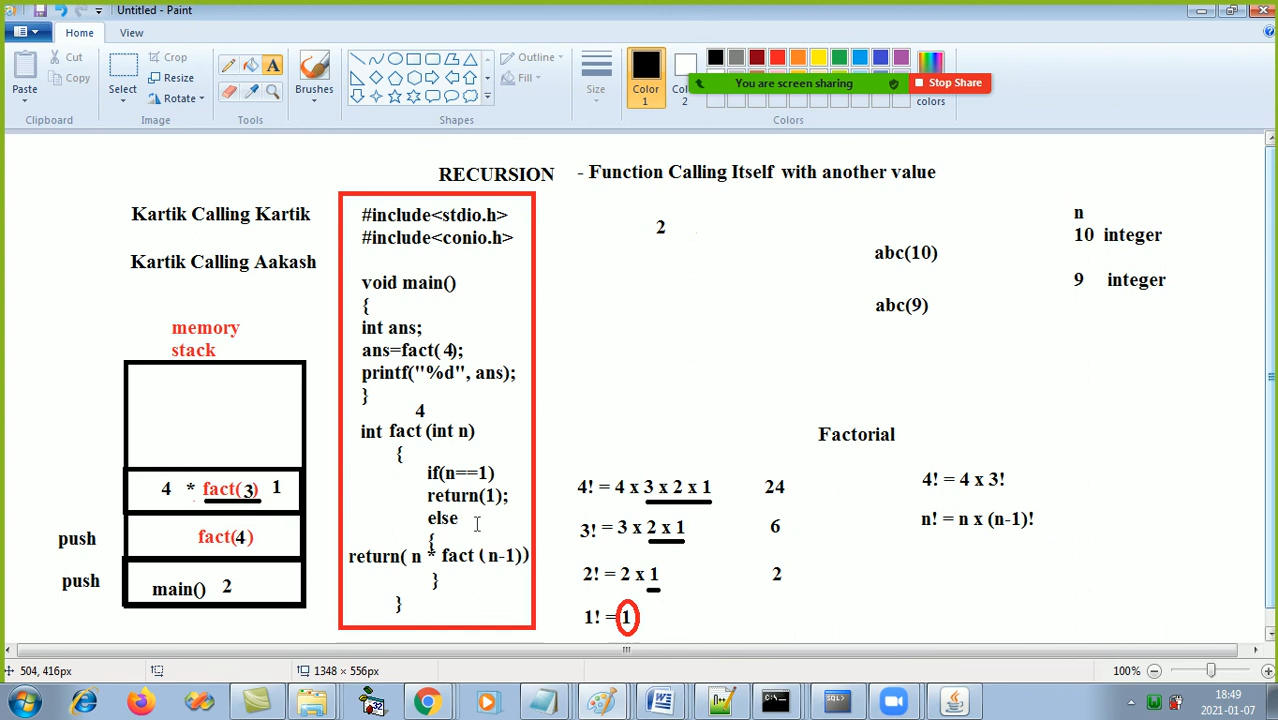 Untitled - Paint
Home
View
Paste
Cut
Copy
Clipboard
Select
Crop
Resize
Rotate
Image
A
Tools
Brushes
Outline
Fill
Shapes
Size
Color
1
Color
2
colors
Colors
You are screen sharing
Stop Share
RECURSION - Function Calling Itself with another value
Kartik Calling Kartik
Kartik Calling Aakash
memory
stack
4 * fact(3) 1
push fact(4)
push main() 2
#include<stdio.h>
#include<conio.h>
void main()
{
int ans;
ans=fact( 4);
printf("%d", ans);
}
4
int fact (int n)
{
if(n==1)
return(1);
else
{
return( n * fact ( n-1))
}
}
2
abc(10)
abc(9)
n
10 integer
9 integer
Factorial
4! = 4 x 3 x 2 x 1 24
3! = 3 x 2 x 1 6
2! = 2 x 1 2
1! = 1
4! = 4 x 3!
n! = n x (n-1)!
504, 416px
1348 × 556px
100%
18:49
2021-01-07